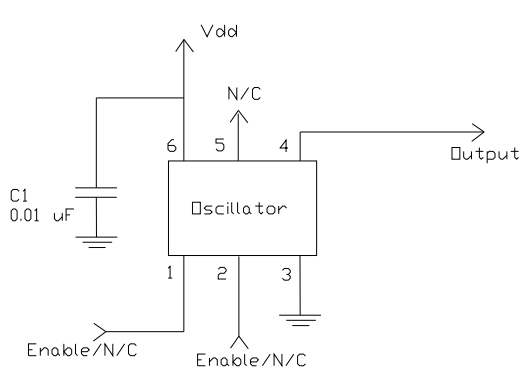 Vdd
N/C
6 5 4
Output
C1
0.01 uF
Oscillator
1 2 3
Enable/N/C
Enable/N/C